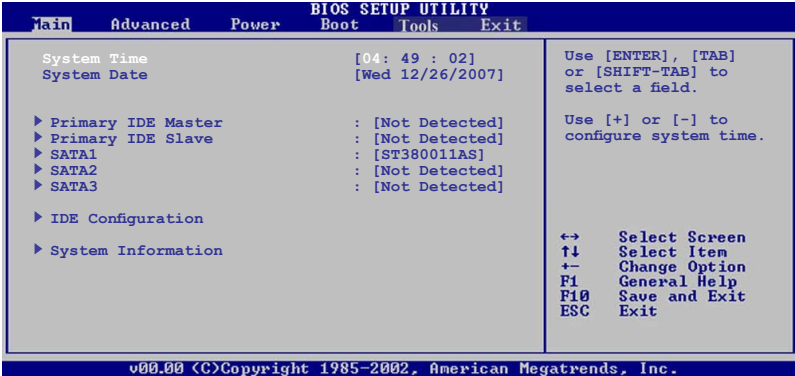 BIOS SETUP UTILITY
Main Advanced Power Boot Tools Exit
System Time [04: 49 : 02]
System Date [Wed 12/26/2007]
Primary IDE Master : [Not Detected]
Primary IDE Slave : [Not Detected]
SATA1 : [ST380011AS]
SATA2 : [Not Detected]
SATA3 : [Not Detected]
IDE Configuration
System Information
Use [ENTER], [TAB]
or [SHIFT-TAB] to
select a field.
Use [+] or [-] to
configure system time.
←→ Select Screen
↑↓ Select Item
+- Change Option
F1 General Help
F10 Save and Exit
ESC Exit
v00.00 (C)Copyright 1985-2002, American Megatrends, Inc.